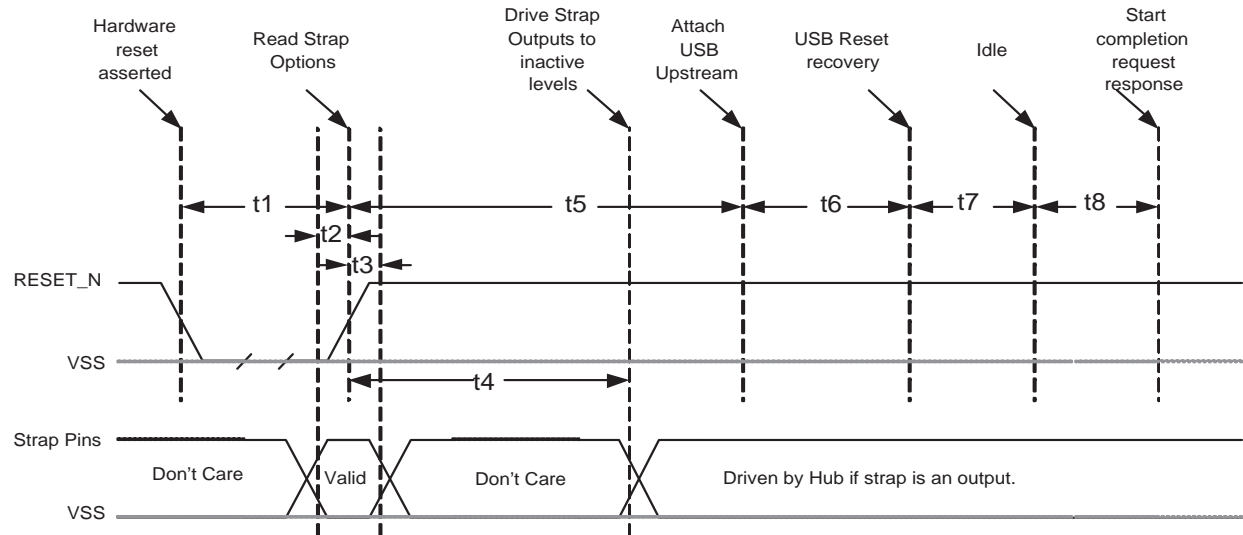 Hardware
reset
asserted
Read Strap
Options
Drive Strap
Outputs to
inactive
levels
Attach
USB
Upstream
USB Reset
recovery
Idle
Start
completion
request
response
t1
t5
t6
t7
t8
t2
t3
RESET_N
VSS
t4
Strap Pins
Don't Care
Valid
Don't Care
Driven by Hub if strap is an output.
VSS